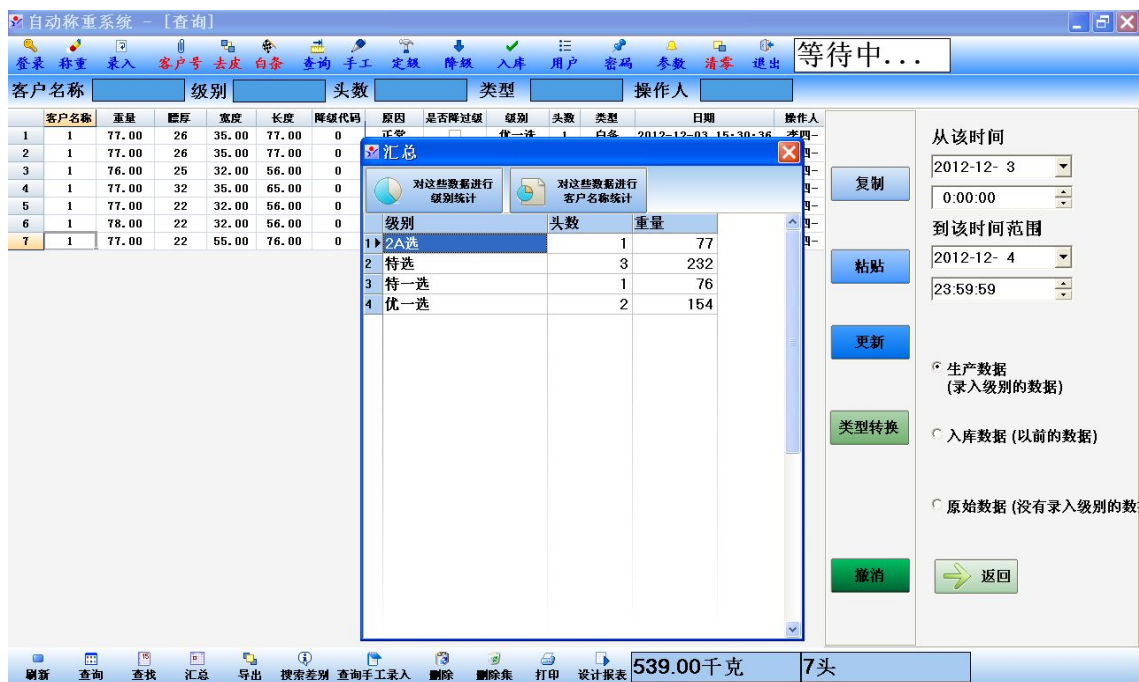 自动称重系统 - [查询]
登录 称重 录入 客户号 去皮 白条 查询 手工 定级 降级 入库 用户 密码 参数 清零 退出 等待中...
客户名称 级别 头数 类型 操作人
客户名称 重量 膘厚 宽度 长度 降级代码 原因 是否降过级 级别 头数 类型 日期 操作人
1 1 77.00 26 35.00 77.00 0 正常 优一选 1 白条 2012-12-03 15:30:36 李四
2 1 77.00 26 35.00 77.00 0
3 1 76.00 25 32.00 56.00 0
4 1 77.00 32 35.00 65.00 0
5 1 77.00 22 32.00 56.00 0
6 1 78.00 22 32.00 56.00 0
7 1 77.00 22 55.00 76.00 0
汇总
对这些数据进行
级别统计
对这些数据进行
客户名称统计
级别 头数 重量
1 2A选 1 77
2 特选 3 232
3 特一选 1 76
4 优一选 2 154
复制
粘贴
更新
类型转换
撤消
从该时间
2012-12- 3
0:00:00
到该时间范围
2012-12- 4
23:59:59
生产数据
(录入级别的数据)
入库数据 (以前的数据)
原始数据 (没有录入级别的数
返回
刷新 查询 查找 汇总 导出 搜索差别 查询手工录入 删除 删除集 打印 设计报表 539.00千克 7头